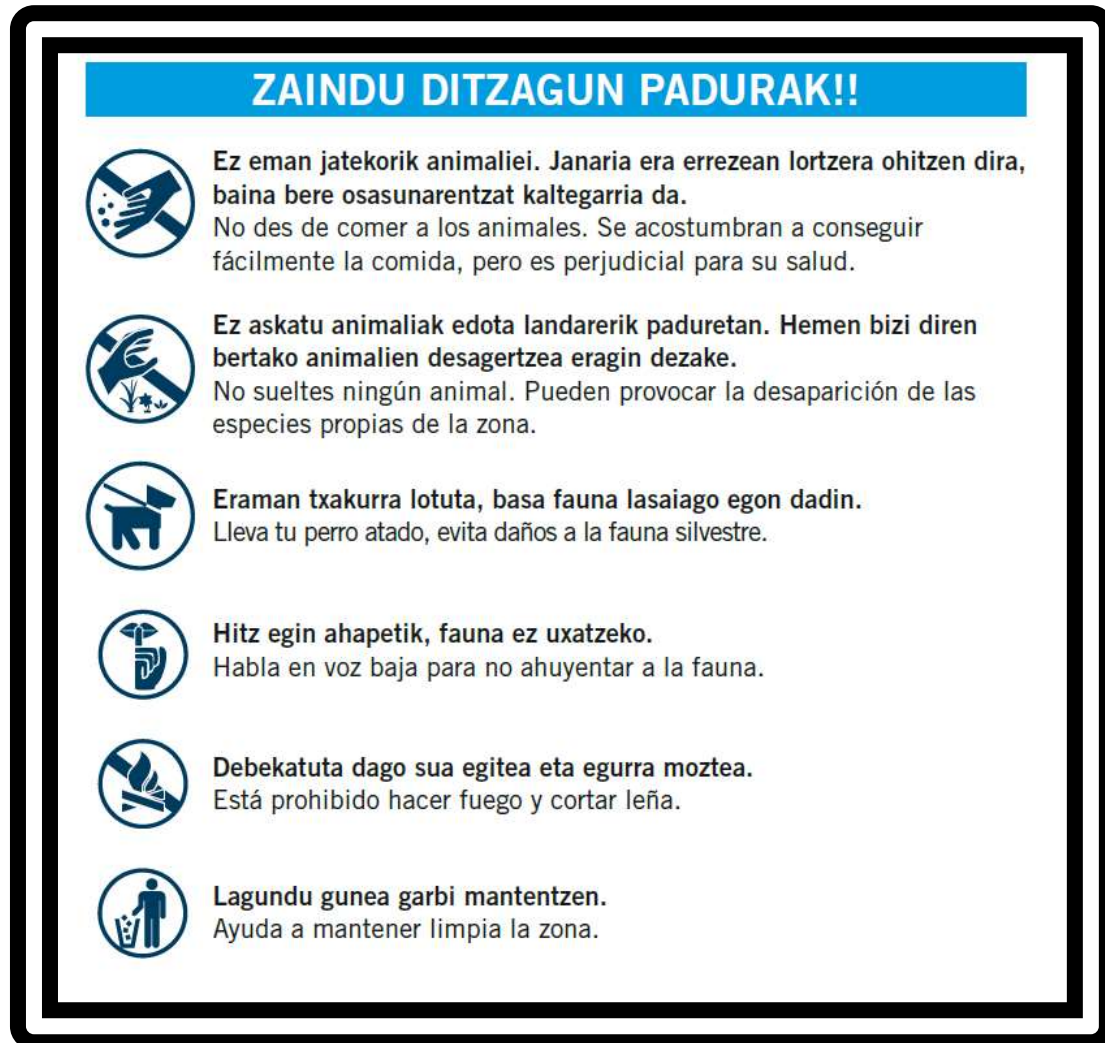 ZAINDU DITZAGUN PADURAK!!
Ez eman jatekorik animaliei. Janaria era errezean lortzera ohitzen dira,
baina bere osasunarentzat kaltegarria da.
No des de comer a los animales. Se acostumbran a conseguir
fácilmente la comida, pero es perjudicial para su salud.
Ez askatu animaliak edota landarerik paduretan. Hemen bizi diren
bertako animalien desagertzea eragin dezake.
No sueltes ningún animal. Pueden provocar la desaparición de las
especies propias de la zona.
Eraman txakurra lotuta, basa fauna lasaiago egon dadin.
Lleva tu perro atado, evita daños a la fauna silvestre.
Hitz egin ahapetik, fauna ez uxatzeko.
Habla en voz baja para no ahuyentar a la fauna.
Debekatuta dago sua egitea eta egurra moztea.
Está prohibido hacer fuego y cortar leña.
Lagundu gunea garbi mantentzen.
Ayuda a mantener limpia la zona.